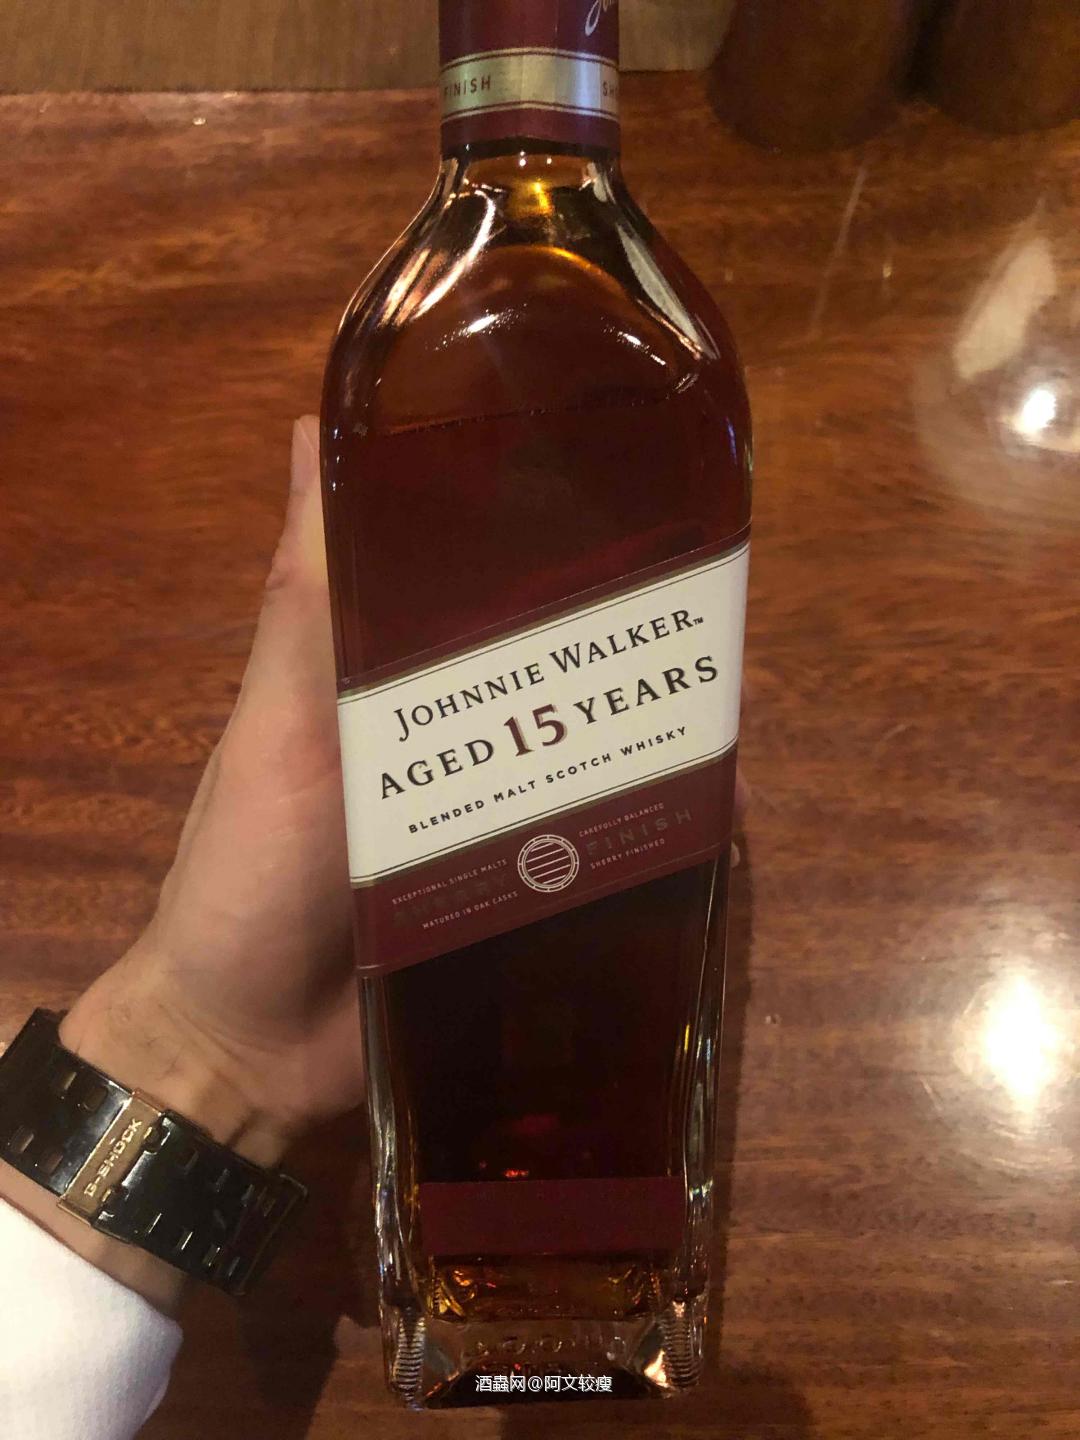 FINISH
JOHNNIE WALKER™
AGED 15 YEARS
BLENDED MALT SCOTCH WHISKY
EXCEPTIONAL SINGLE MALTS
MATURED IN OAK CASKS
CAREFULLY BALANCED
FINISH
SHERRY FINISHED
G-SHOCK
酒蟲网@阿文较瘦